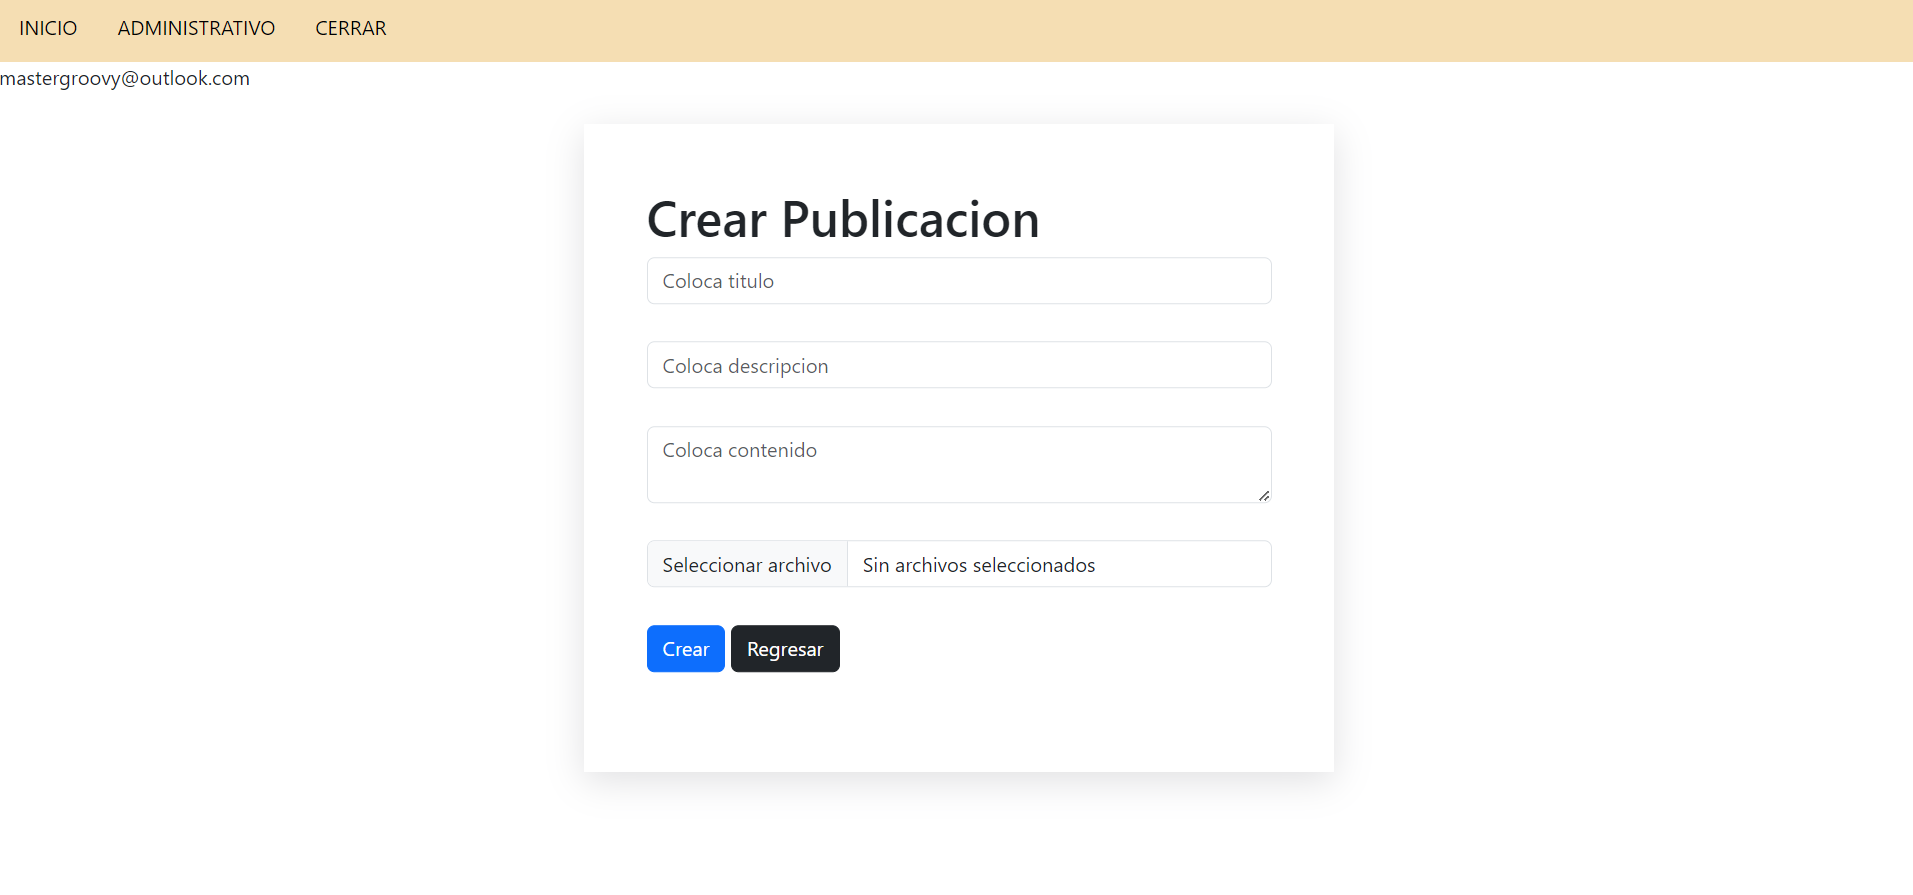 INICIO ADMINISTRATIVO CERRAR
mastergroovy@outlook.com
Crear Publicacion
Coloca titulo
Coloca descripcion
Coloca contenido
Seleccionar archivo Sin archivos seleccionados
Crear Regresar